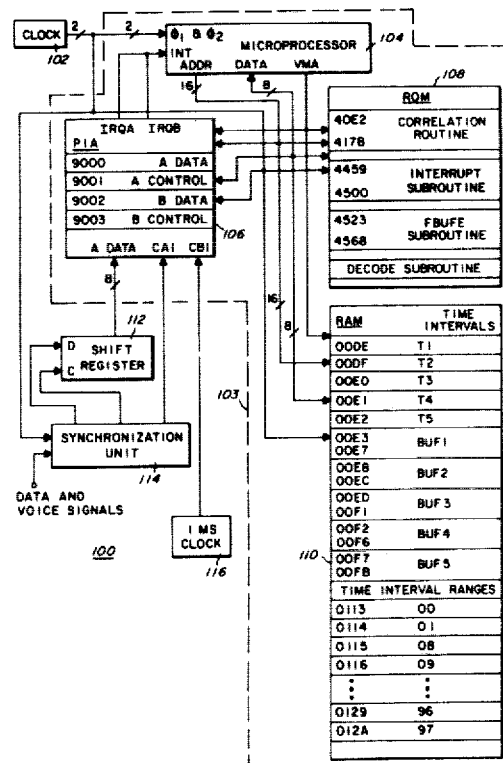 CLOCK
102
2
2
ϕ1 & ϕ2
INT
MICROPROCESSOR
104
ADDR DATA VMA
16
8
IRQA IRQB
PIA
9000 A DATA
9001 A CONTROL
9002 B DATA
9003 B CONTROL
106
A DATA CA1 CB1
8
108
ROM
40E2 CORRELATION
4178 ROUTINE
4459 INTERRUPT
4500 SUBROUTINE
4523 FBUFE
4568 SUBROUTINE
DECODE SUBROUTINE
16
8
112
D
C
SHIFT
REGISTER
103
SYNCHRONIZATION
UNIT
114
DATA AND
VOICE SIGNALS
100
1 MS
CLOCK
116
110
RAM TIME
INTERVALS
00DE T1
00DF T2
00E0 T3
00E1 T4
00E2 T5
00E3 BUF1
00E7
00E8 BUF2
00EC
00ED BUF3
00F1
00F2 BUF4
00F6
00F7 BUF5
00FB
TIME INTERVAL RANGES
0113 00
0114 01
0115 08
0116 09
0129 96
012A 97